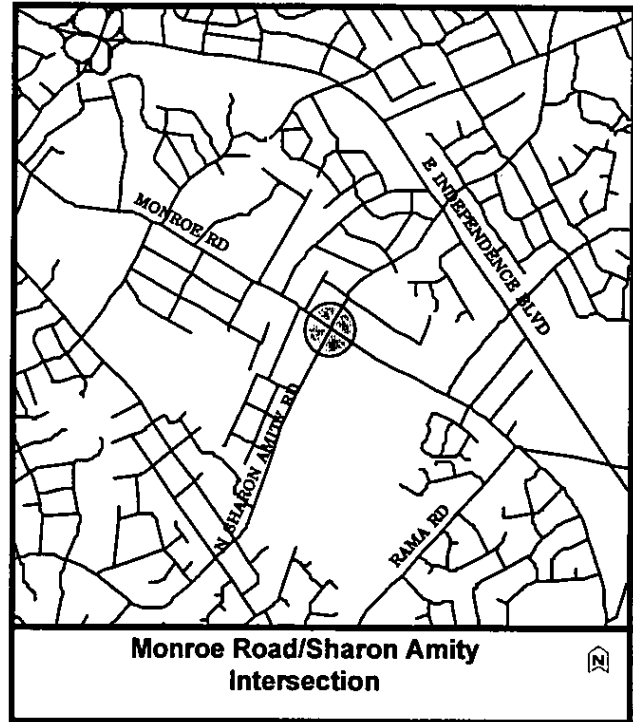 MONROE RD
E INDEPENDENCE BLVD
N SHARON AMITY RD
RAMA RD
Monroe Road/Sharon Amity
Intersection
N